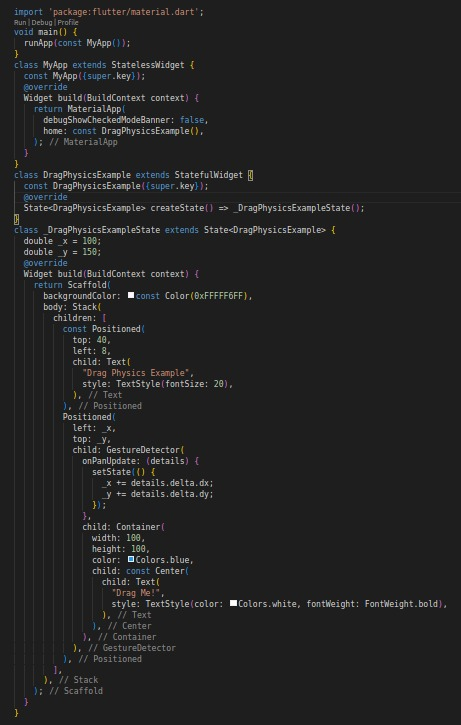 import 'package:flutter/material.dart';
Run | Debug | Profile
void main() {
  runApp(const MyApp());
}
class MyApp extends StatelessWidget {
  const MyApp({super.key});
  @override
  Widget build(BuildContext context) {
    return MaterialApp(
      debugShowCheckedModeBanner: false,
      home: const DragPhysicsExample(),
    ); // MaterialApp
  }
}
class DragPhysicsExample extends StatefulWidget {
  const DragPhysicsExample({super.key});
  @override
  State<DragPhysicsExample> createState() => _DragPhysicsExampleState();
}
class _DragPhysicsExampleState extends State<DragPhysicsExample> {
  double _x = 100;
  double _y = 150;
  @override
  Widget build(BuildContext context) {
    return Scaffold(
      backgroundColor: const Color(0xFFFFF6FF),
      body: Stack(
        children: [
          const Positioned(
            top: 40,
            left: 8,
            child: Text(
              "Drag Physics Example",
              style: TextStyle(fontSize: 20),
            ), // Text
          ), // Positioned
          Positioned(
            left: _x,
            top: _y,
            child: GestureDetector(
              onPanUpdate: (details) {
                setState(() {
                  _x += details.delta.dx;
                  _y += details.delta.dy;
                });
              },
              child: Container(
                width: 100,
                height: 100,
                color: Colors.blue,
                child: const Center(
                  child: Text(
                    "Drag Me!",
                    style: TextStyle(color: Colors.white, fontWeight: FontWeight.bold),
                  ), // Text
                ), // Center
              ), // Container
            ), // GestureDetector
          ), // Positioned
        ],
      ), // Stack
    ); // Scaffold
  }
}